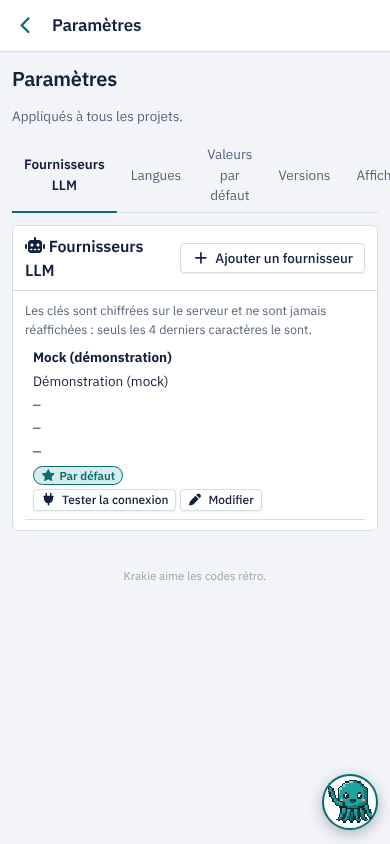 Paramètres
Paramètres
Appliqués à tous les projets.
Fournisseurs
LLM
Langues
Valeurs
par
défaut
Versions
Affich
Fournisseurs
LLM
Ajouter un fournisseur
Les clés sont chiffrées sur le serveur et ne sont jamais
réaffichées : seuls les 4 derniers caractères le sont.
Mock (démonstration)
Démonstration (mock)
–
–
–
Par défaut
Tester la connexion
Modifier
Krakie aime les codes rétro.